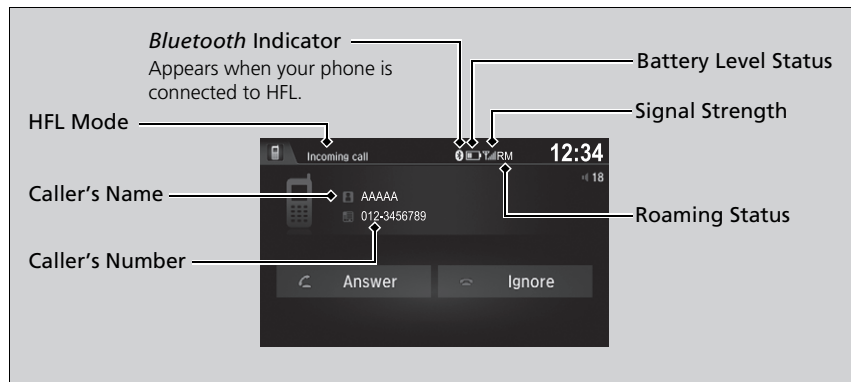 Bluetooth Indicator
Appears when your phone is
connected to HFL.
Battery Level Status
HFL Mode
Signal Strength
Incoming call
RM
12:34
18
Caller's Name
AAAAA
012-3456789
Roaming Status
Caller's Number
Answer
Ignore